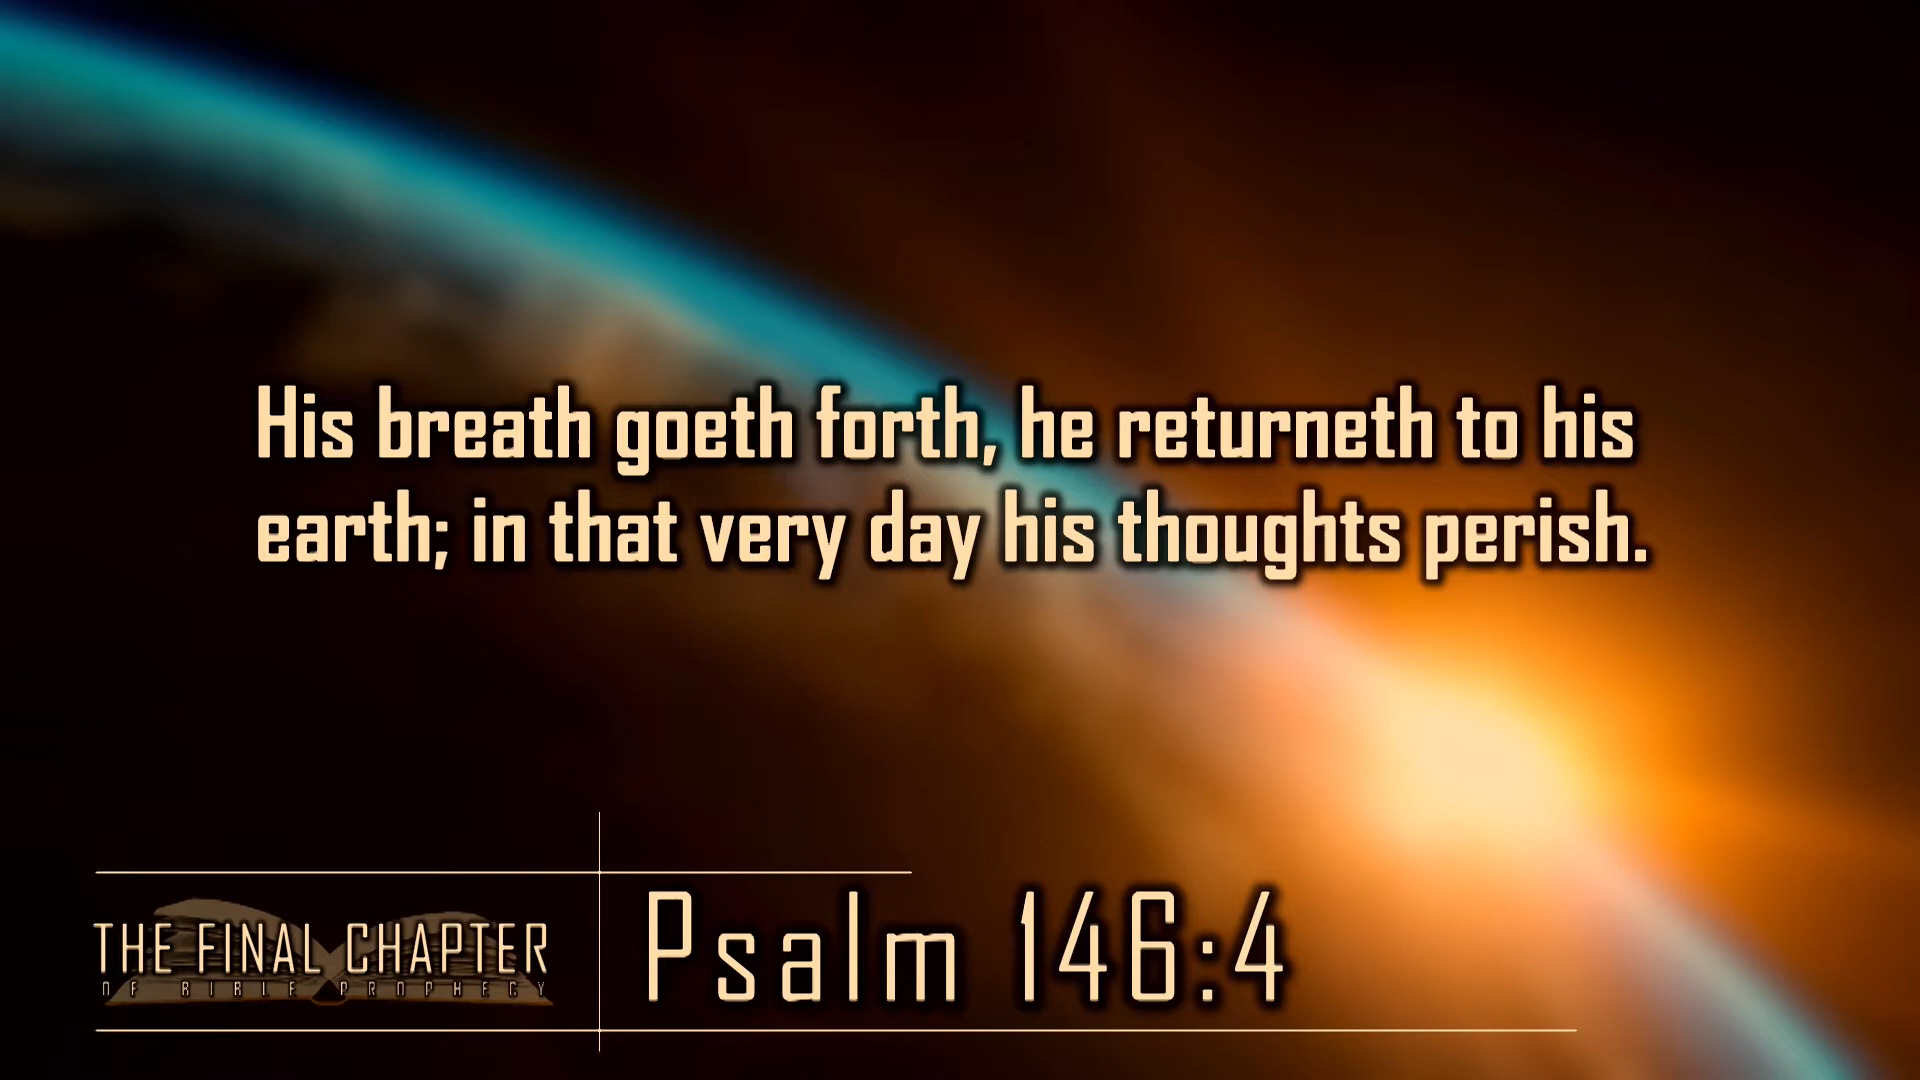 His breath goeth forth, he returneth to his
earth; in that very day his thoughts perish.
THE FINAL CHAPTER
OF BIBLE PROPHECY
Psalm 146:4